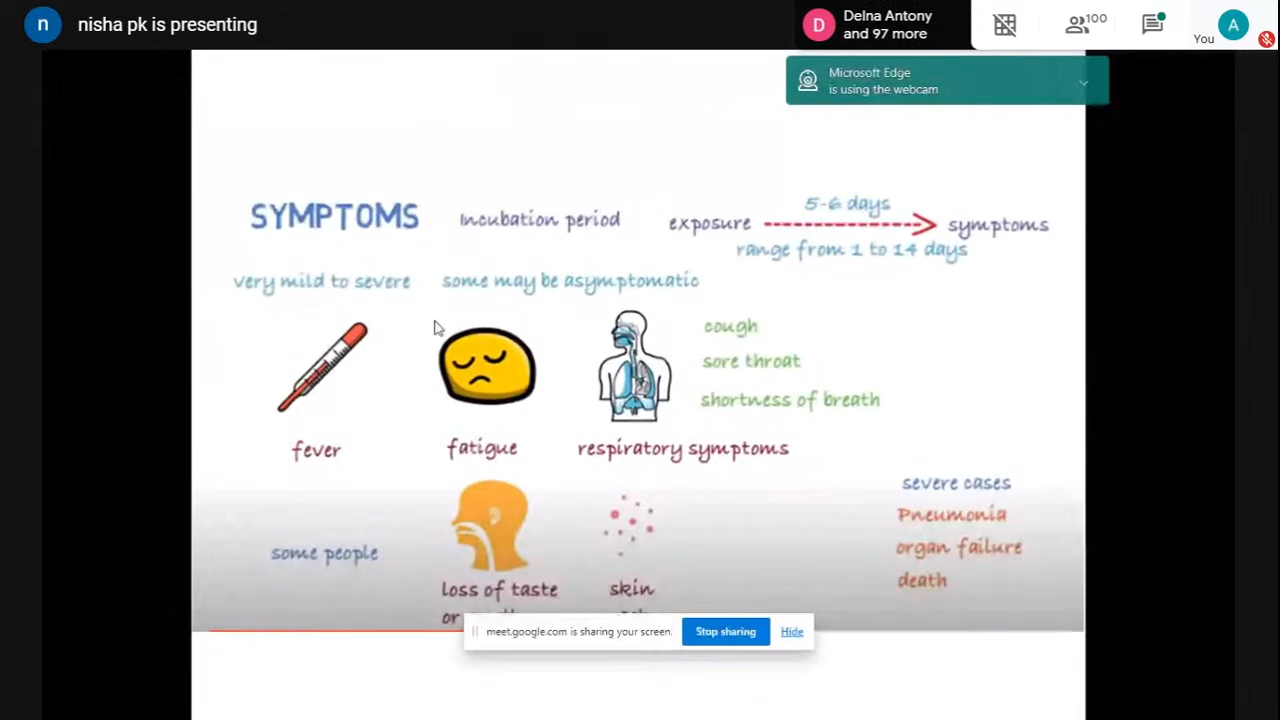 n
nisha pk is presenting
D
Delna Antony
and 97 more
100
You
A
Microsoft Edge
is using the webcam
SYMPTOMS
Incubation period
exposure
5-6 days
symptoms
range from 1 to 14 days
very mild to severe
some may be asymptomatic
cough
sore throat
shortness of breath
fever
fatigue
respiratory symptoms
severe cases
Pneumonia
organ failure
death
some people
loss of taste
or
skin
meet.google.com is sharing your screen.
Stop sharing
Hide